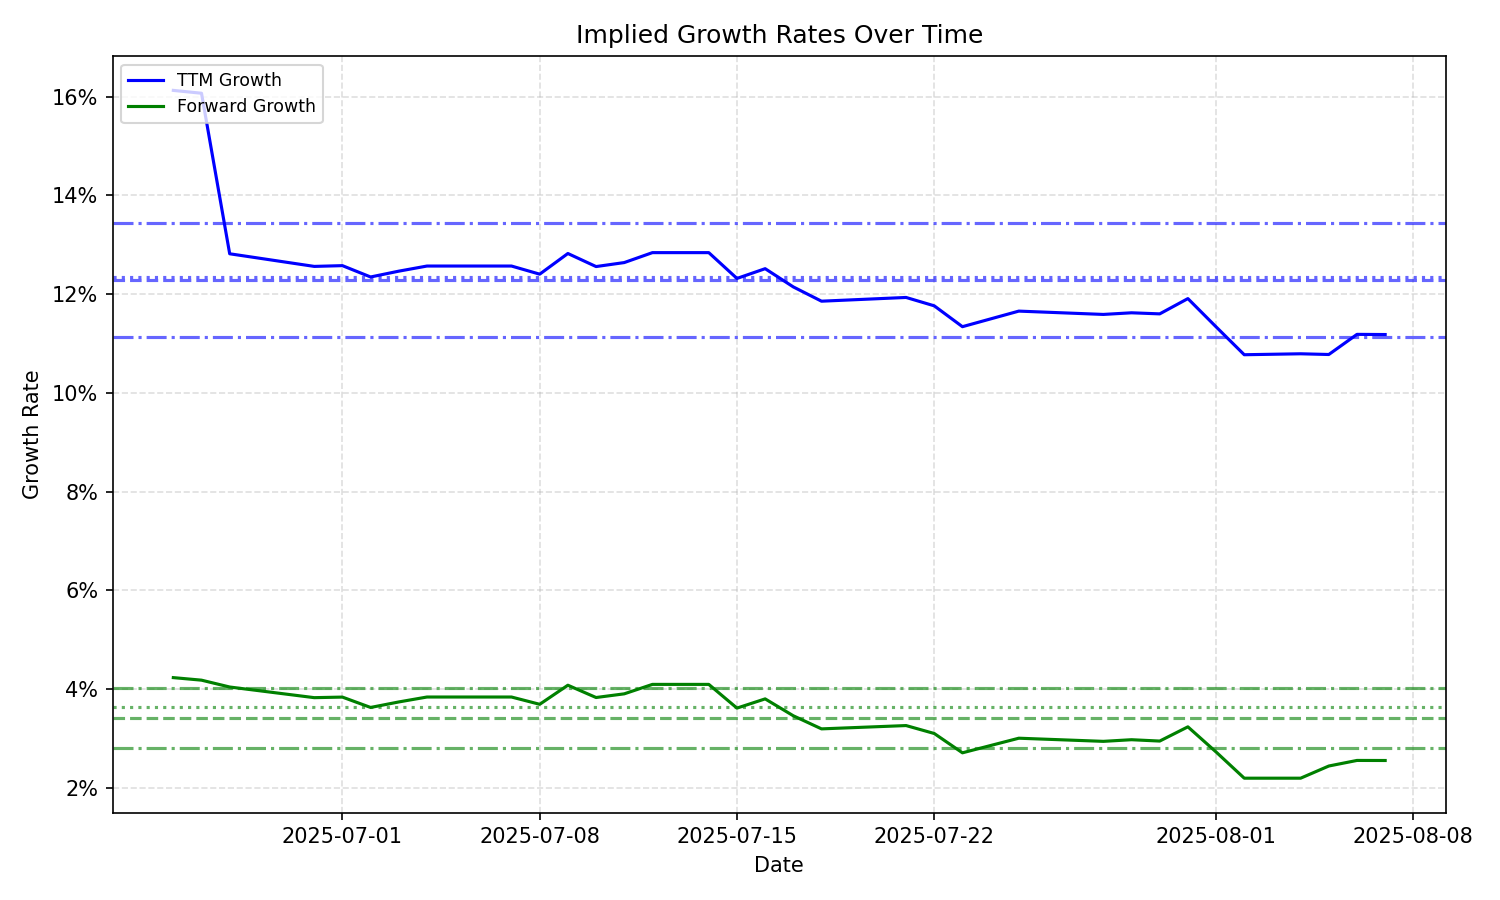 Implied Growth Rates Over Time
TTM Growth
Forward Growth
Growth Rate
16%
14%
12%
10%
8%
6%
4%
2%
2025-07-01
2025-07-08
2025-07-15
2025-07-22
2025-08-01
2025-08-08
Date